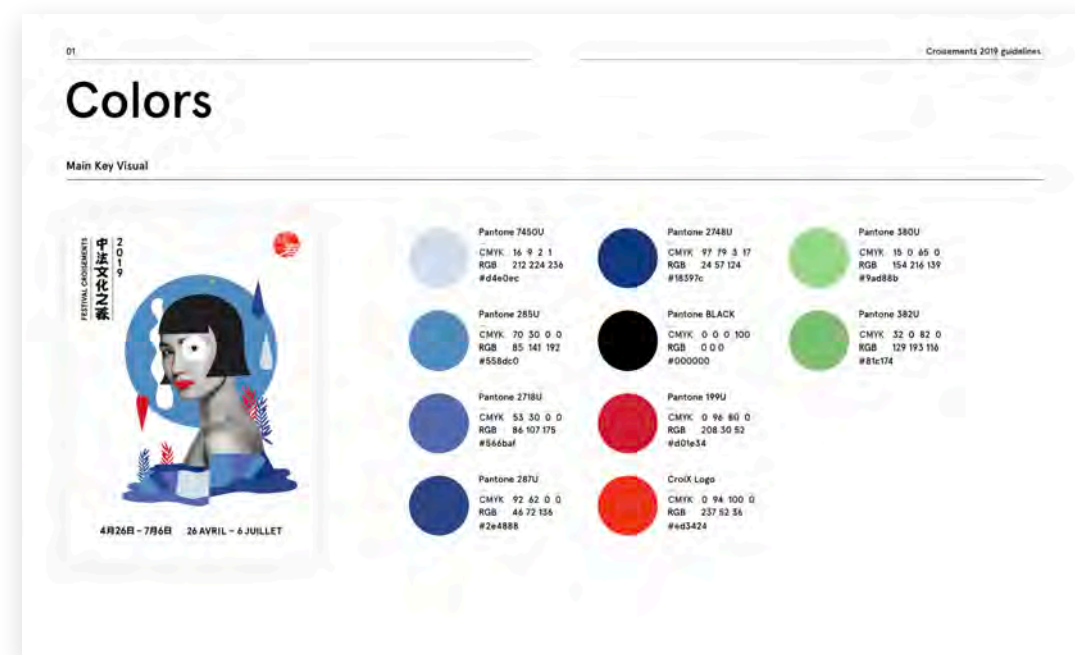 01
Croisements 2019 guidelines
Colors
Main Key Visual
FESTIVAL CROISEMENTS
中法文化之春
2019
4月26日 – 7月6日 26 AVRIL – 6 JUILLET
Pantone 7450U
CMYK 16 9 2 1
RGB 212 224 236
#d4e0ec
Pantone 285U
CMYK 70 30 0 0
RGB 85 141 192
#558dc0
Pantone 2718U
CMYK 53 30 0 0
RGB 86 107 175
#566baf
Pantone 287U
CMYK 92 62 0 0
RGB 46 72 136
#2e4888
Pantone 2748U
CMYK 97 79 3 17
RGB 24 57 124
#18397c
Pantone BLACK
CMYK 0 0 0 100
RGB 0 0 0
#000000
Pantone 199U
CMYK 0 96 80 0
RGB 208 30 52
#d01e34
CroiX Logo
CMYK 0 94 100 0
RGB 237 52 36
#ed3424
Pantone 380U
CMYK 15 0 65 0
RGB 154 216 139
#9ad88b
Pantone 382U
CMYK 32 0 82 0
RGB 129 193 116
#81c174